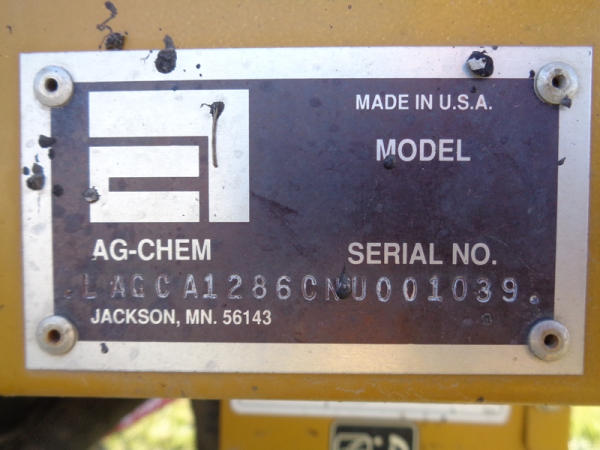 MADE IN U.S.A.
MODEL
AG-CHEM
SERIAL NO.
.LAGCA1286CNU001039.
JACKSON, MN. 56143